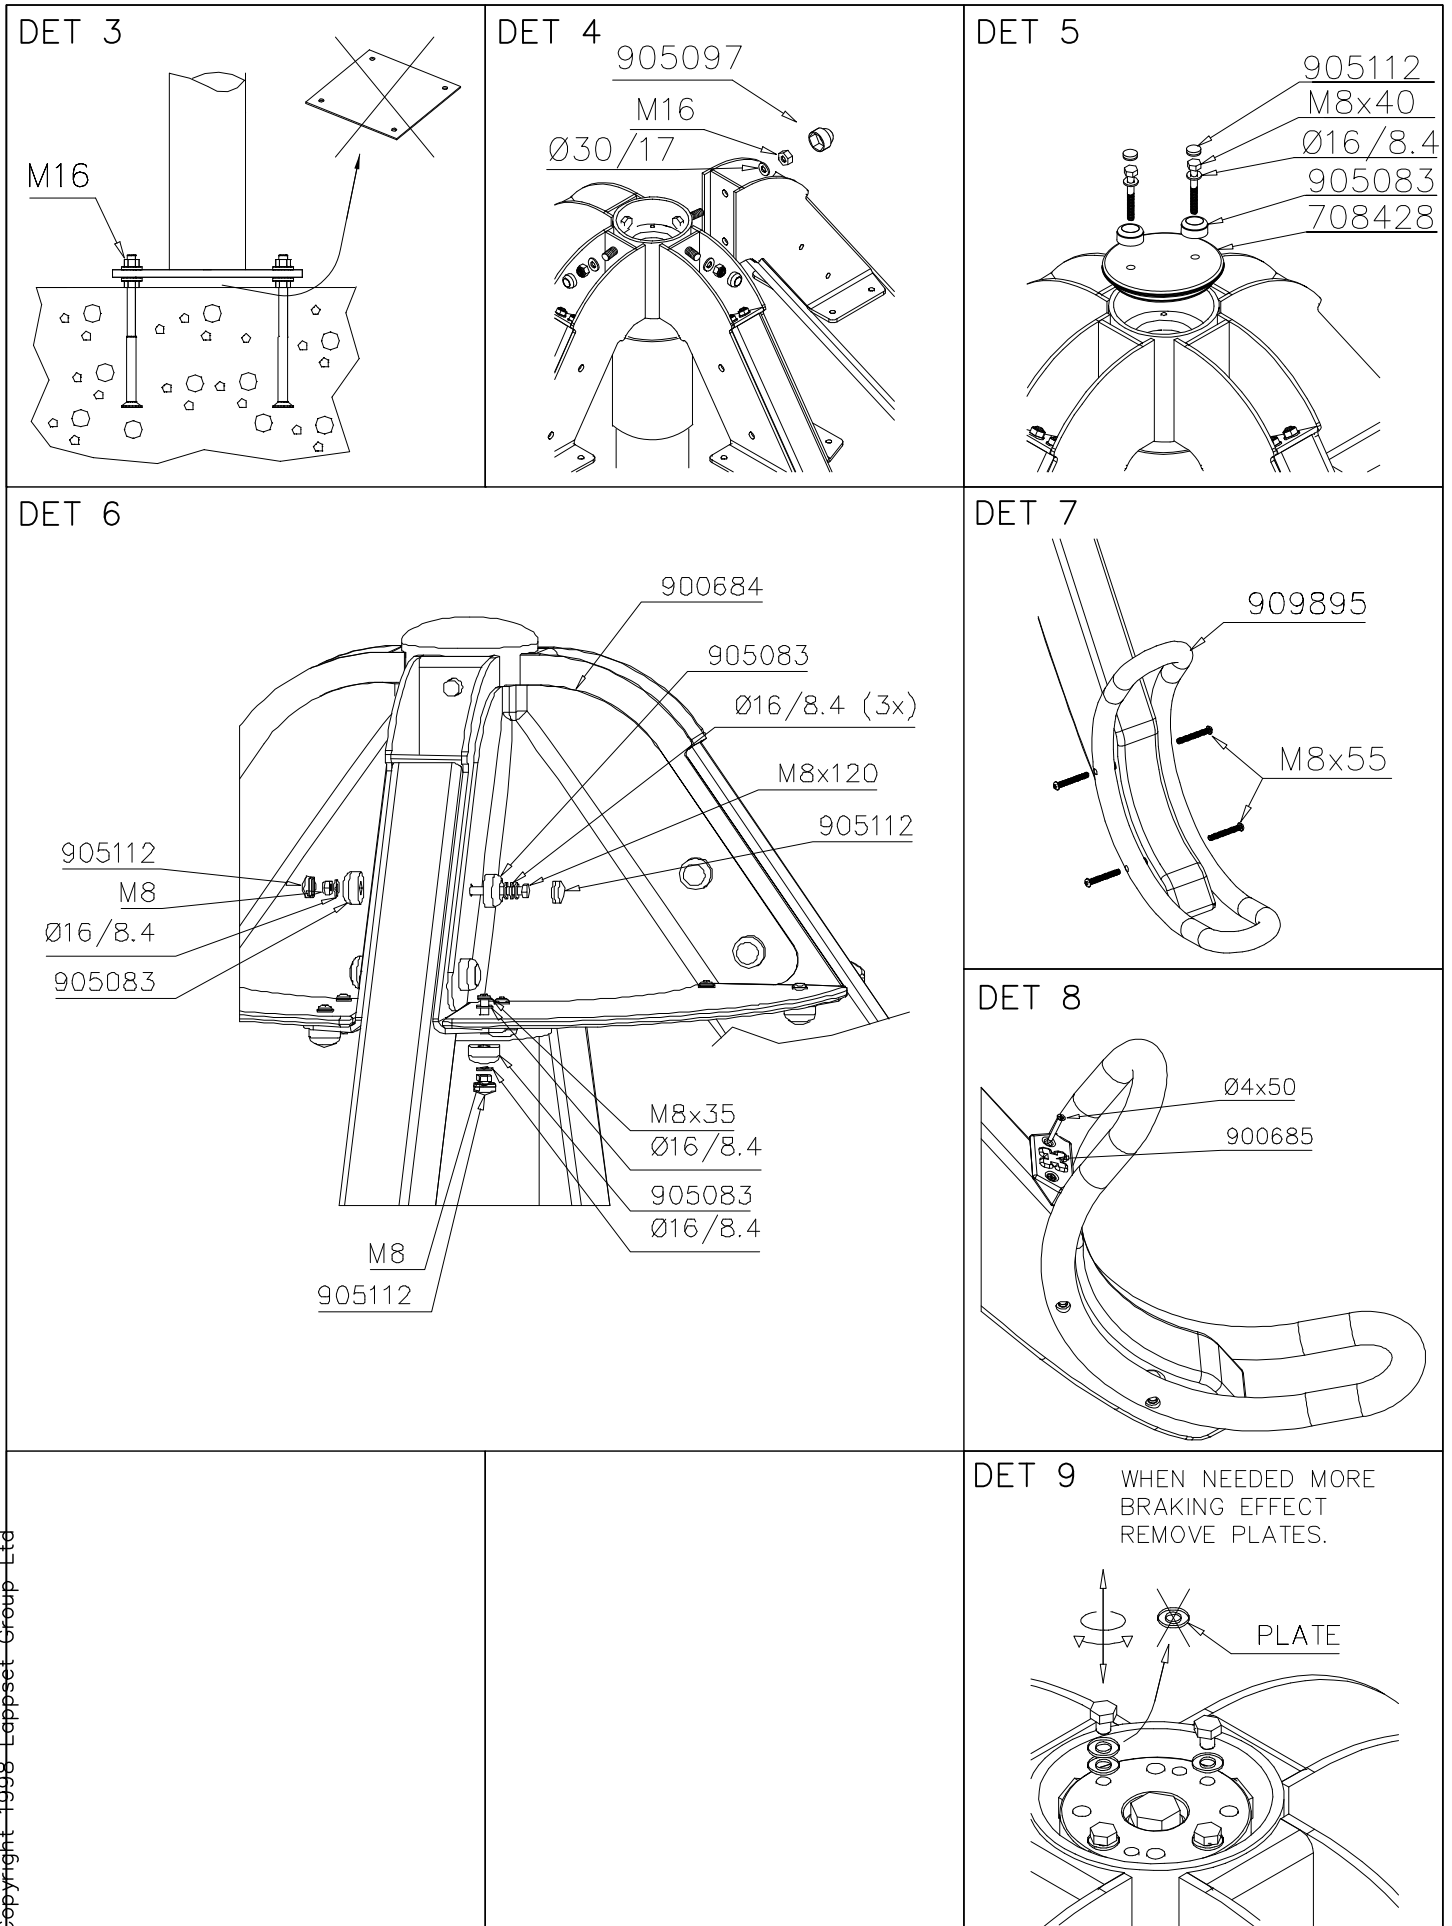 DET 3
M16
DET 4
905097
M16
Ø30/17
DET 5
905112
M8x40
Ø16/8.4
905083
708428
DET 6
900684
905083
Ø16/8.4 (3x)
M8x120
905112
905112
M8
Ø16/8.4
905083
M8x35
Ø16/8.4
905083
Ø16/8.4
M8
905112
DET 7
909895
M8x55
DET 8
Ø4x50
900685
DET 9
WHEN NEEDED MORE
BRAKING EFFECT
REMOVE PLATES.
PLATE
Copyright 1998 Lappset Group Ltd